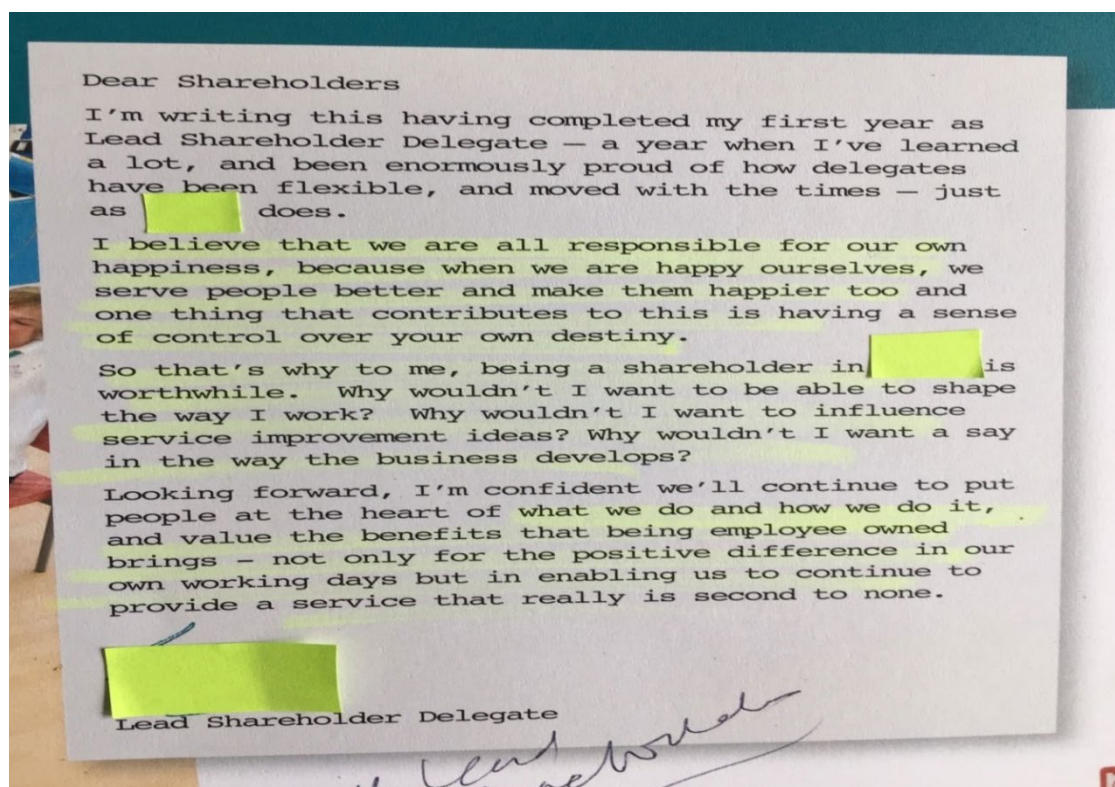 Dear Shareholders
I'm writing this having completed my first year as
Lead Shareholder Delegate — a year when I've learned
a lot, and been enormously proud of how delegates
have been flexible, and moved with the times — just
as does.
I believe that we are all responsible for our own
happiness, because when we are happy ourselves, we
serve people better and make them happier too and
one thing that contributes to this is having a sense
of control over your own destiny.
So that's why to me, being a shareholder in is
worthwhile. Why wouldn't I want to be able to shape
the way I work? Why wouldn't I want to influence
service improvement ideas? Why wouldn't I want a say
in the way the business develops?
Looking forward, I'm confident we'll continue to put
people at the heart of what we do and how we do it,
and value the benefits that being employee owned
brings — not only for the positive difference in our
own working days but in enabling us to continue to
provide a service that really is second to none.
Lead Shareholder Delegate
Lead